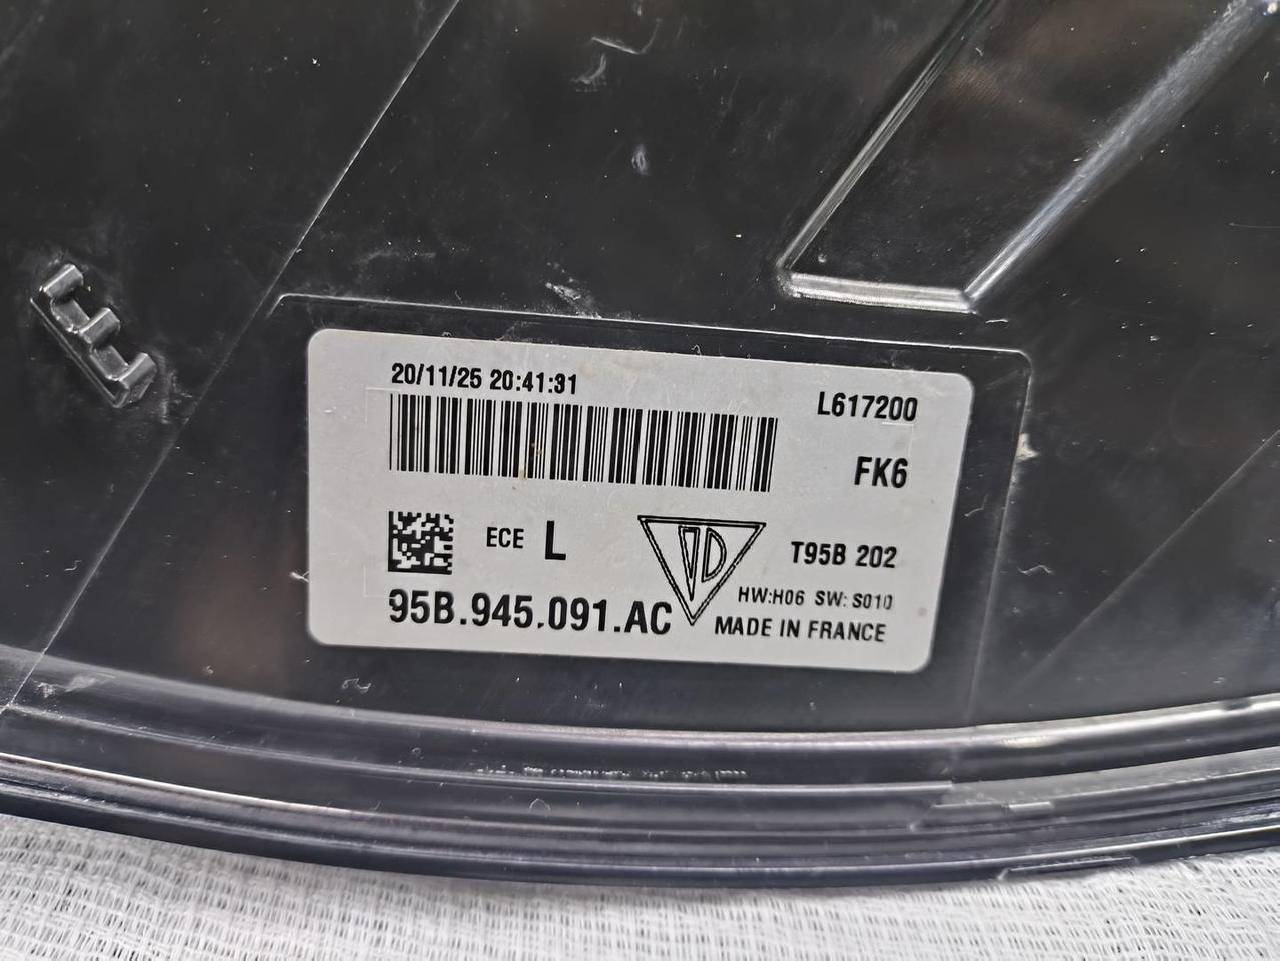 E
20/11/25 20:41:31
L617200
FK6
ECE L
T95B 202
HW:H06 SW: S010
95B.945.091.AC
MADE IN FRANCE